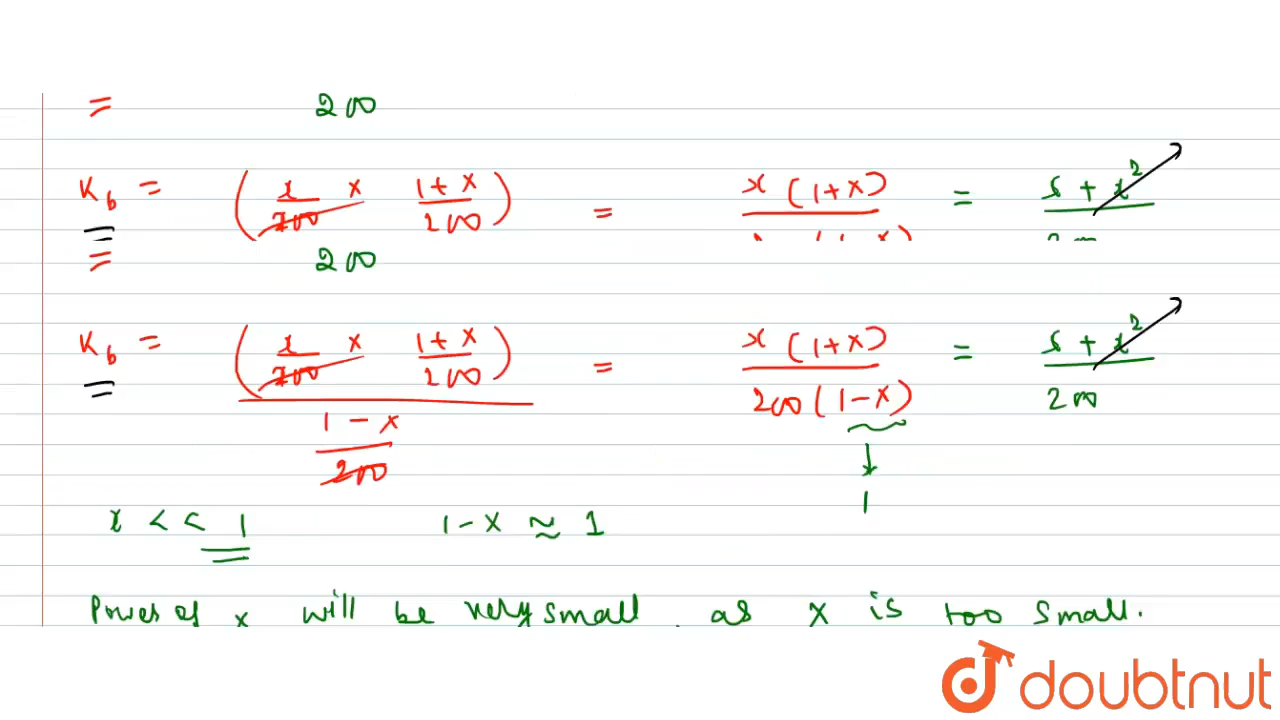 = 200
K_b = ( x/200 × 1+x/200 ) = x(1+x)/200(1-x) = x + x²/
= 200
K_b = ( x/200 × 1+x/200 ) / (1-x/200) = x(1+x)/200(1-x) = x + x²/200
↓
1
x << 1 1-x ≈ 1
Power of x will be very small, as x is too small.
doubtnut